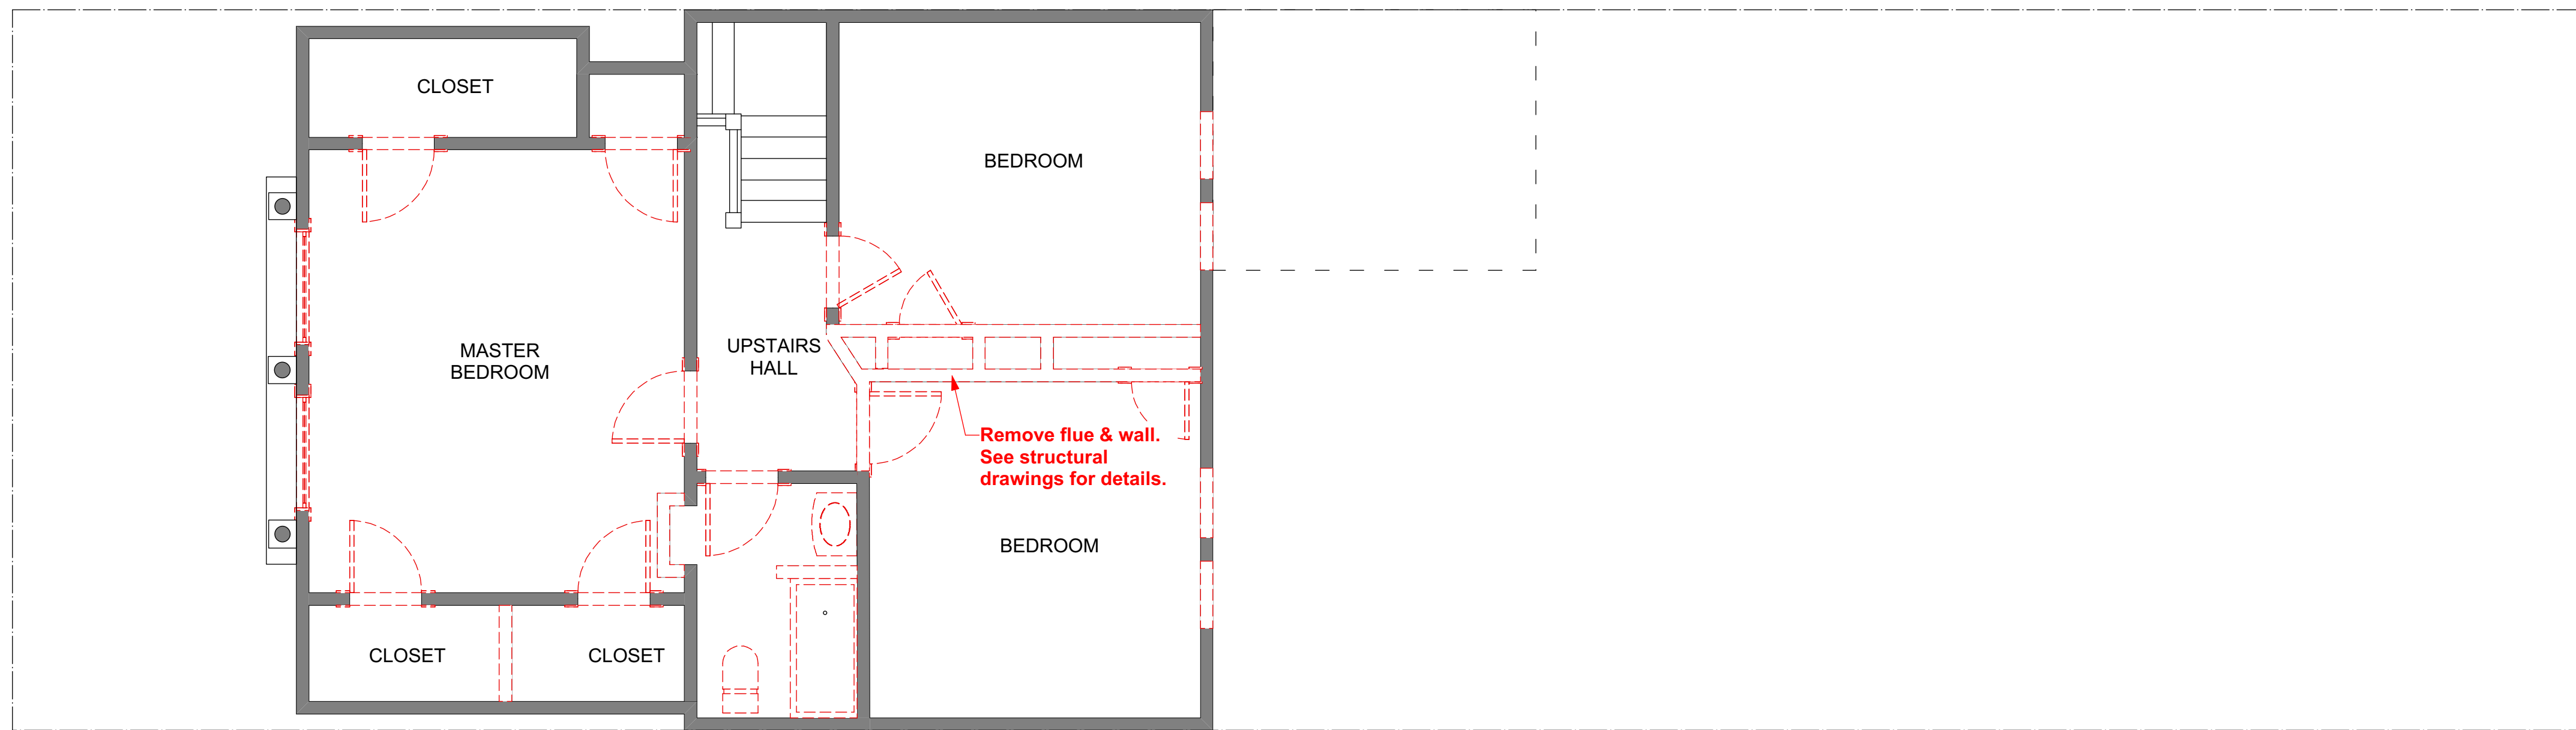 CLOSET
BEDROOM
MASTER
BEDROOM
UPSTAIRS
HALL
Remove flue & wall.
See structural
drawings for details.
BEDROOM
CLOSET
CLOSET